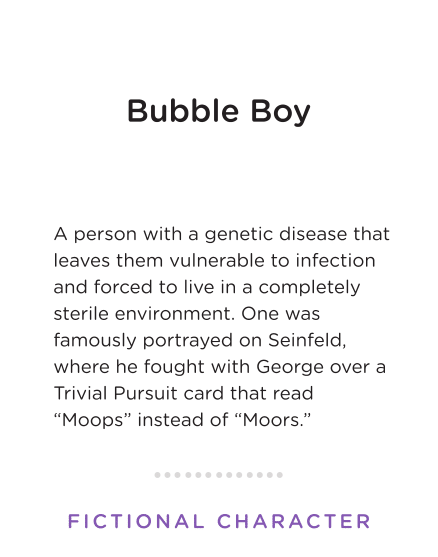 Bubble Boy
A person with a genetic disease that
leaves them vulnerable to infection
and forced to live in a completely
sterile environment. One was
famously portrayed on Seinfeld,
where he fought with George over a
Trivial Pursuit card that read
“Moops” instead of “Moors.”
FICTIONAL CHARACTER